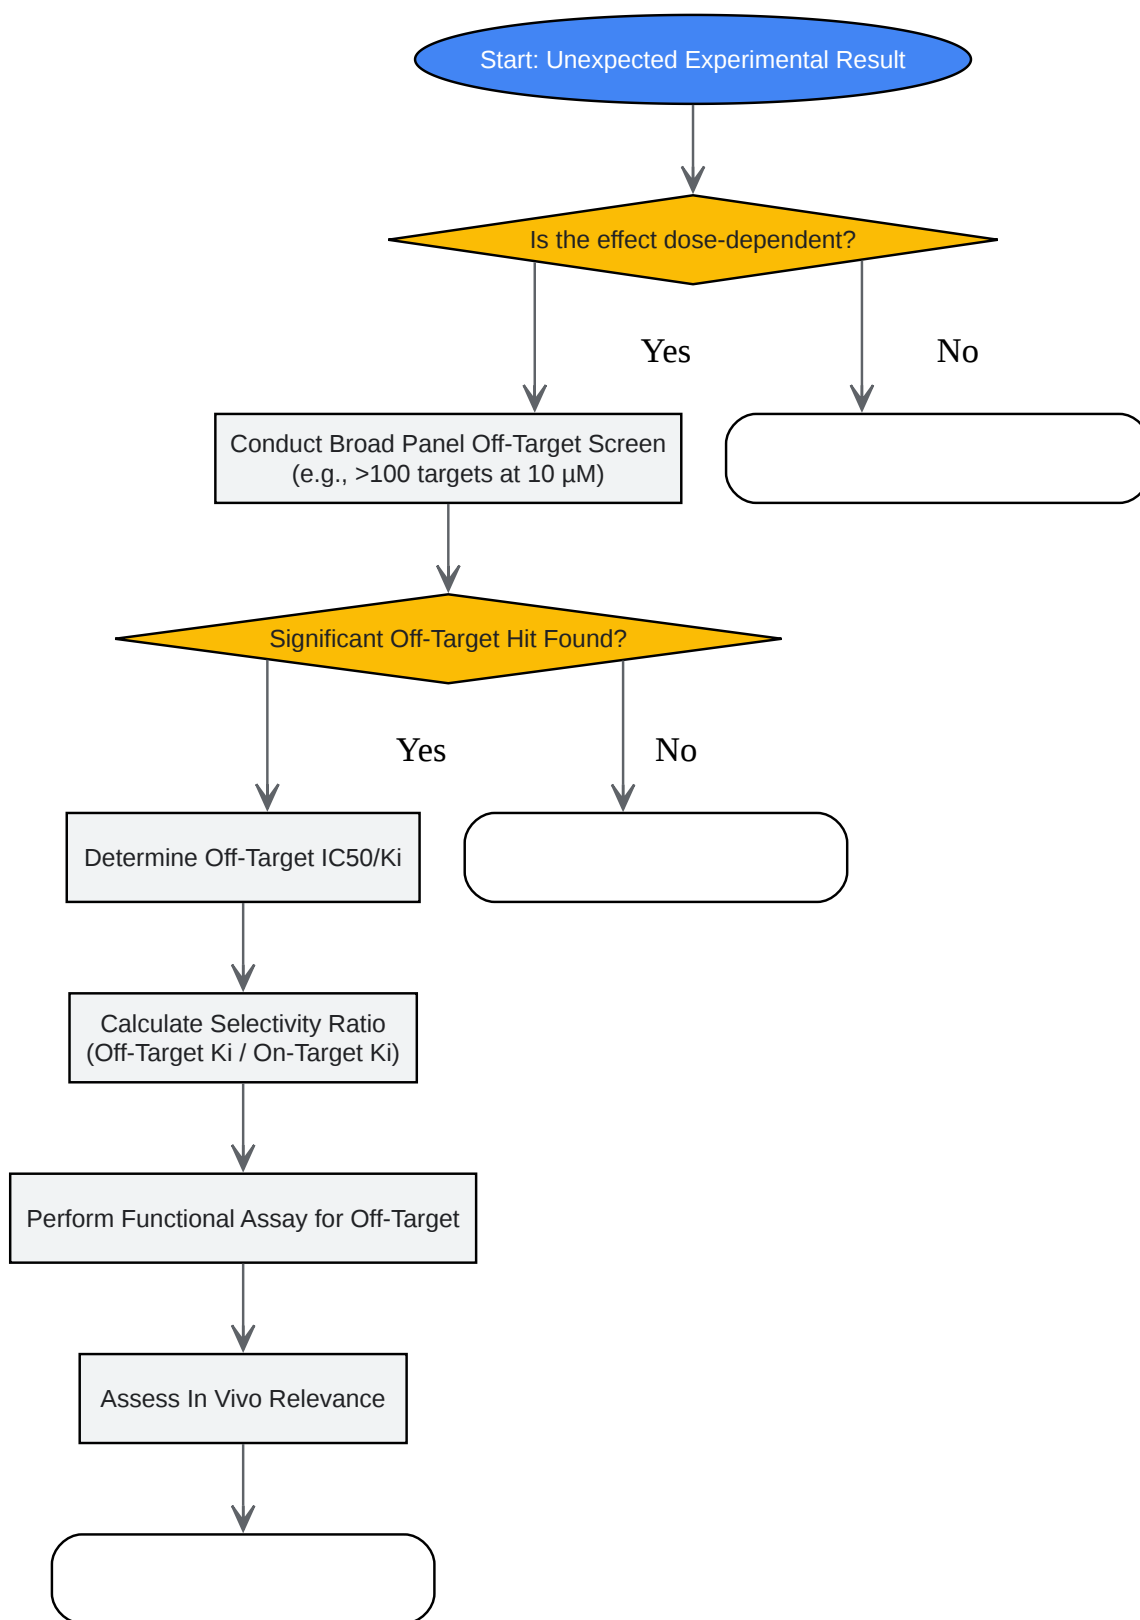 Start: Unexpected Experimental Result
Is the effect dose-dependent?
Yes
No
Conduct Broad Panel Off-Target Screen
(e.g., >100 targets at 10 µM)
Significant Off-Target Hit Found?
Yes
No
Determine Off-Target IC50/Ki
Calculate Selectivity Ratio
(Off-Target Ki / On-Target Ki)
Perform Functional Assay for Off-Target
Assess In Vivo Relevance